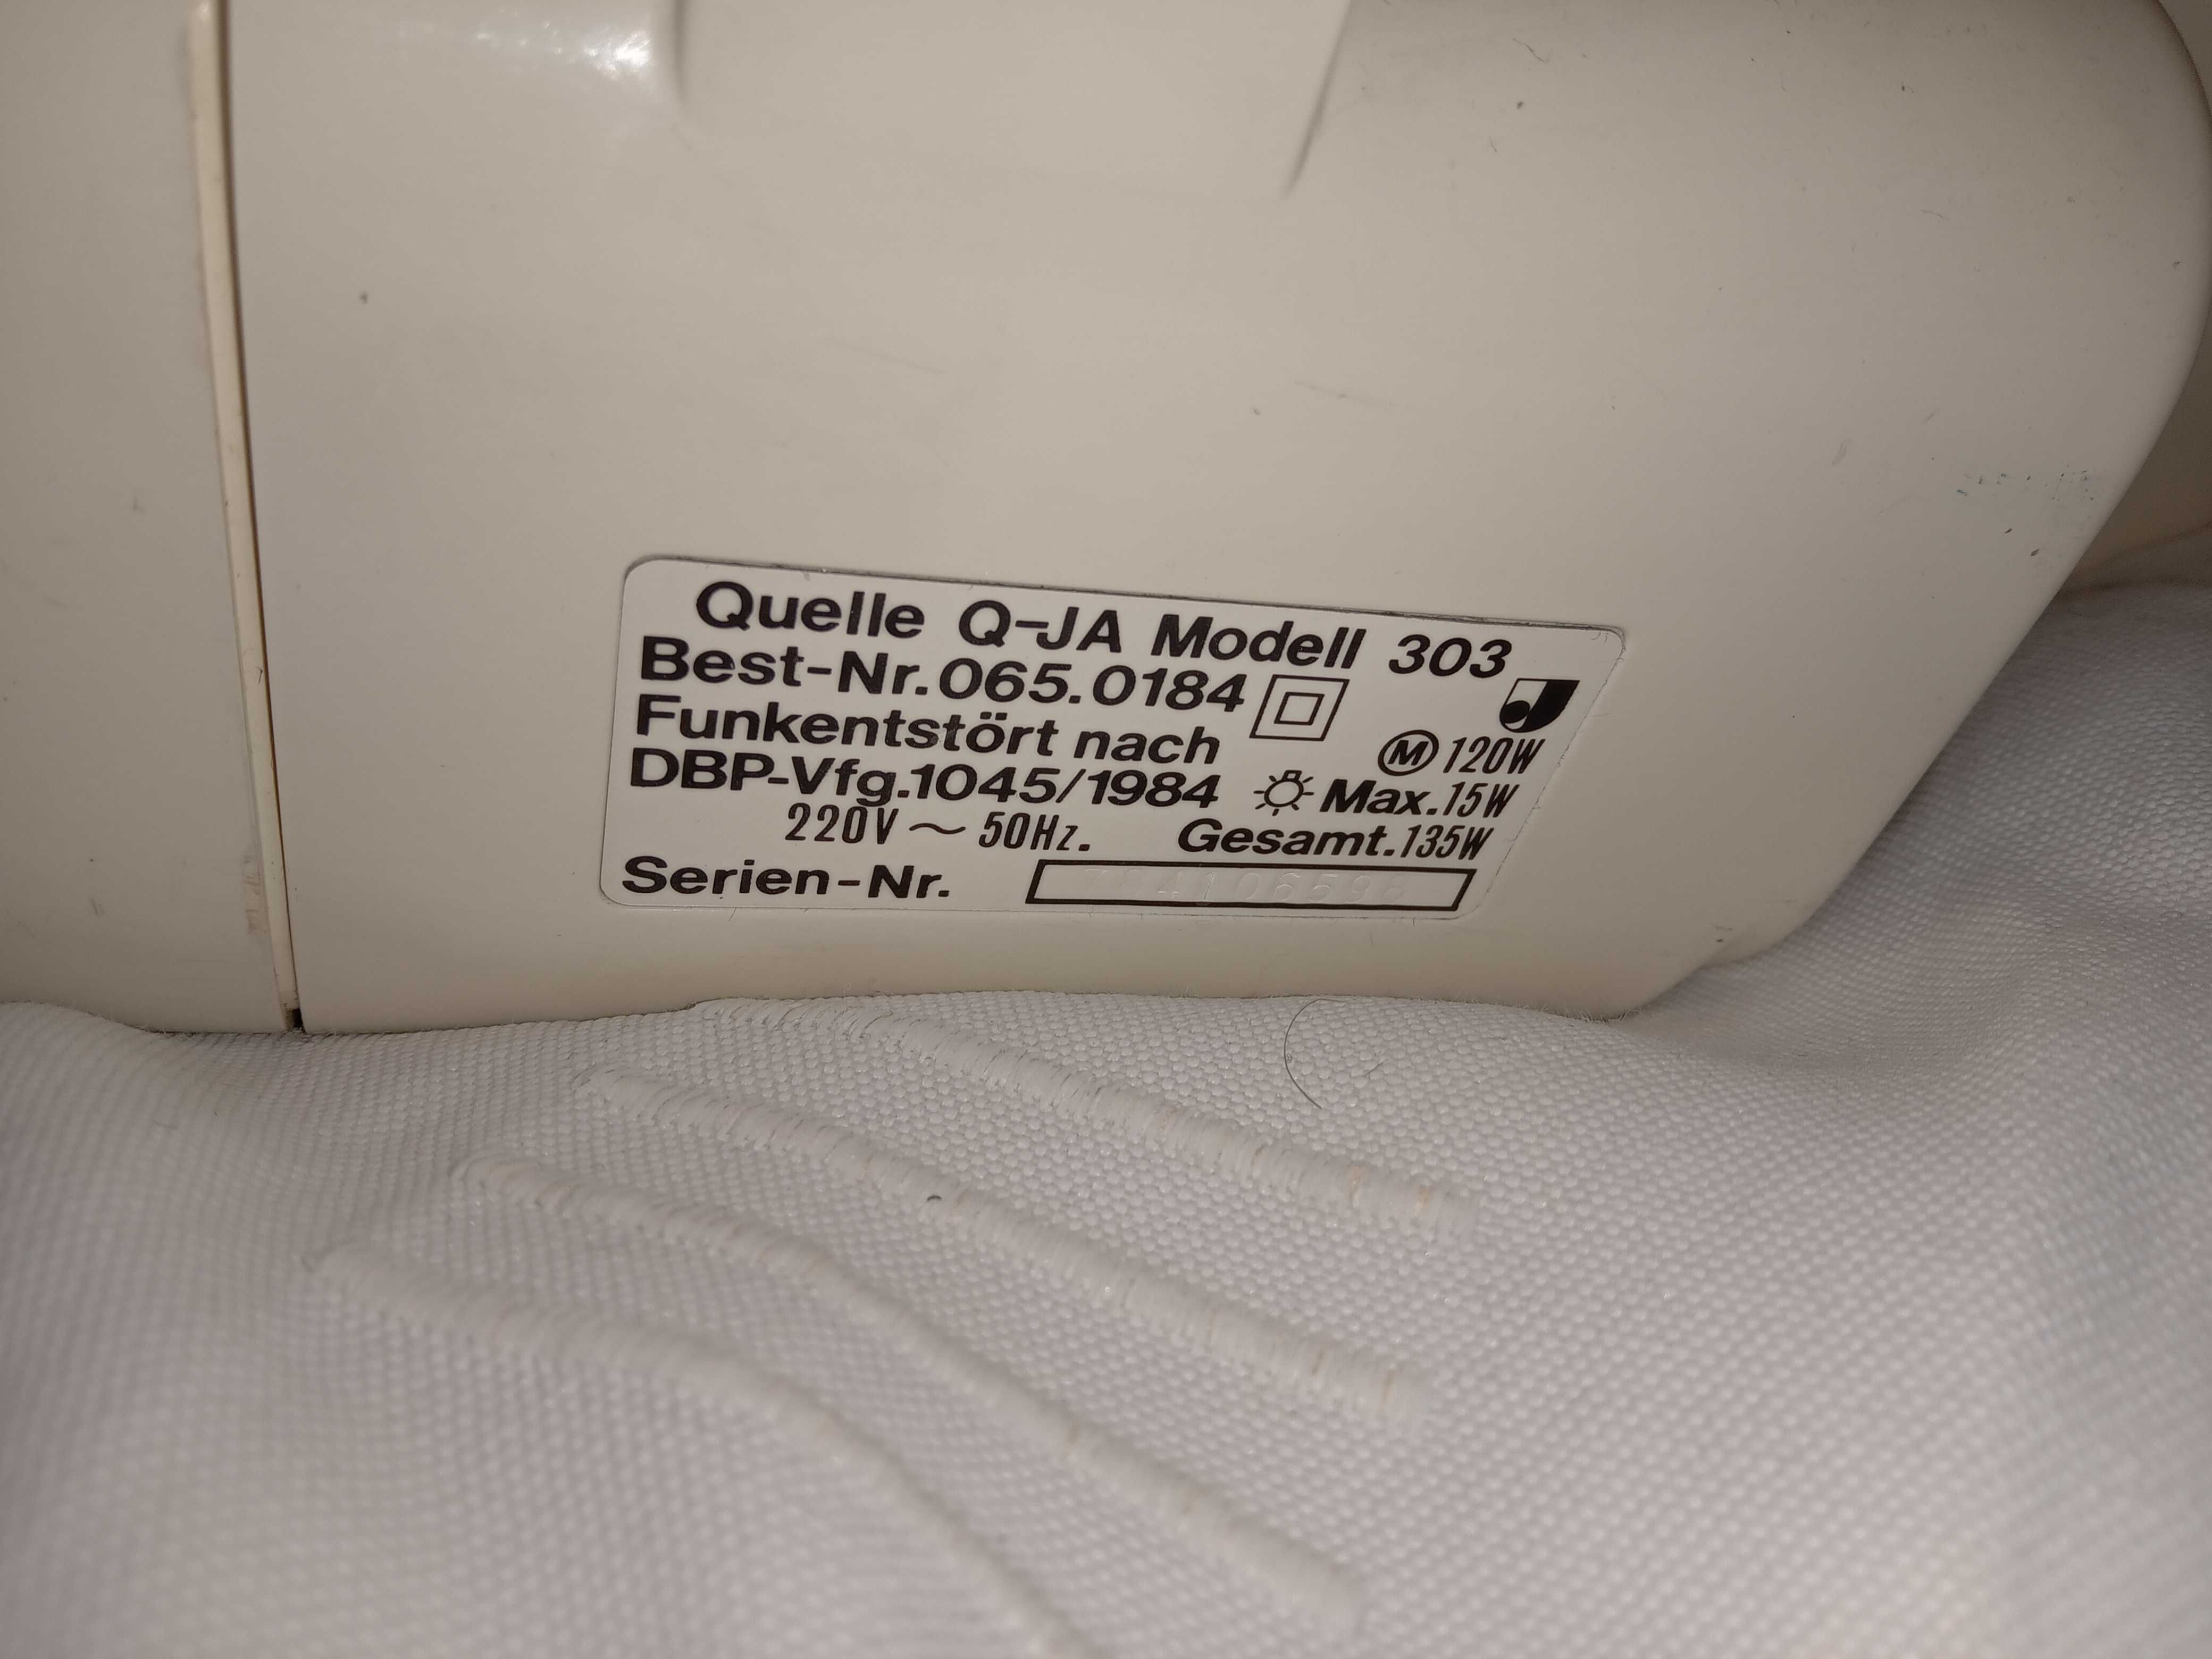 Quelle Q-JA Modell 303
Best-Nr.065.0184
Funkentstört nach
M 120W
DBP-Vfg.1045/1984 Max.15W
220V ~ 50Hz. Gesamt.135W
Serien-Nr.